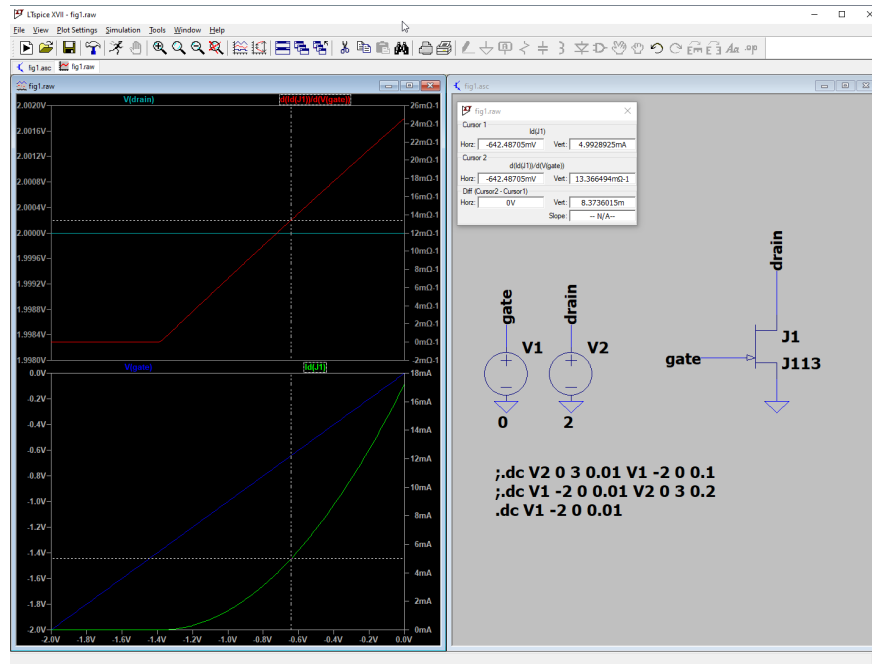 LTspice XVII - fig1.raw
File View Plot Settings Simulation Tools Window Help
Aa .op
fig1.asc fig1.raw
fig1.raw
V(drain) d(Id(J1))/d(V(gate))
2.0020V 26mΩ-1
2.0016V 24mΩ-1
22mΩ-1
2.0012V 20mΩ-1
2.0008V 18mΩ-1
16mΩ-1
2.0004V 14mΩ-1
2.0000V 12mΩ-1
1.9996V 10mΩ-1
8mΩ-1
1.9992V 6mΩ-1
1.9988V 4mΩ-1
1.9984V 2mΩ-1
0mΩ-1
1.9980V -2mΩ-1
V(gate) Id(J1)
0.0V 18mA
-0.2V 16mA
-0.4V 14mA
-0.6V 12mA
-0.8V
-1.0V 10mA
-1.2V 8mA
-1.4V 6mA
-1.6V 4mA
-1.8V 2mA
-2.0V 0mA
-2.0V -1.8V -1.6V -1.4V -1.2V -1.0V -0.8V -0.6V -0.4V -0.2V 0.0V
fig1.asc
fig1.raw
Cursor 1
Id(J1)
Horz: -642.48705mV Vert: 4.9928925mA
Cursor 2
d(Id(J1))/d(V(gate))
Horz: -642.48705mV Vert: 13.366494mΩ-1
Diff (Cursor2 - Cursor1)
Horz: 0V Vert: 8.3736015m
Slope: -- N/A--
gate
V1
0
drain
V2
2
drain
gate
J1
J113
;.dc V2 0 3 0.01 V1 -2 0 0.1
;.dc V1 -2 0 0.01 V2 0 3 0.2
.dc V1 -2 0 0.01